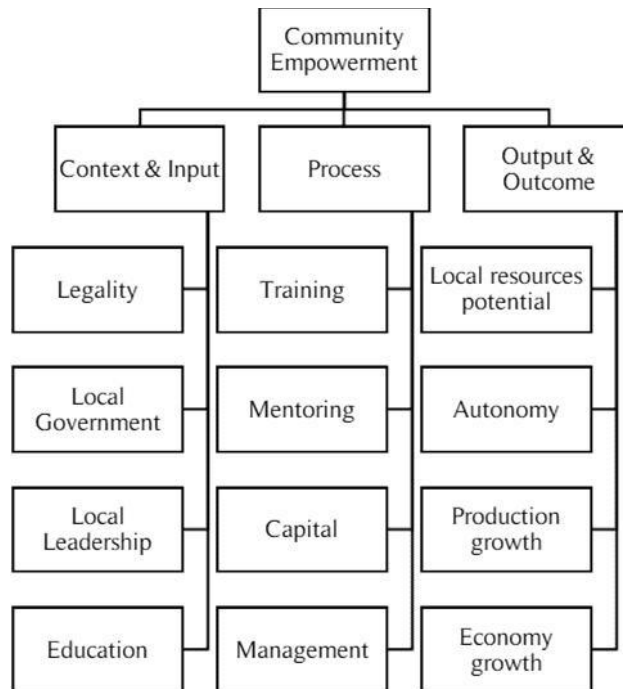 Community
Empowerment
Context & Input
Process
Output &
Outcome
Legality
Training
Local resources
potential
Local
Government
Mentoring
Autonomy
Local
Leadership
Capital
Production
growth
Education
Management
Economy
growth